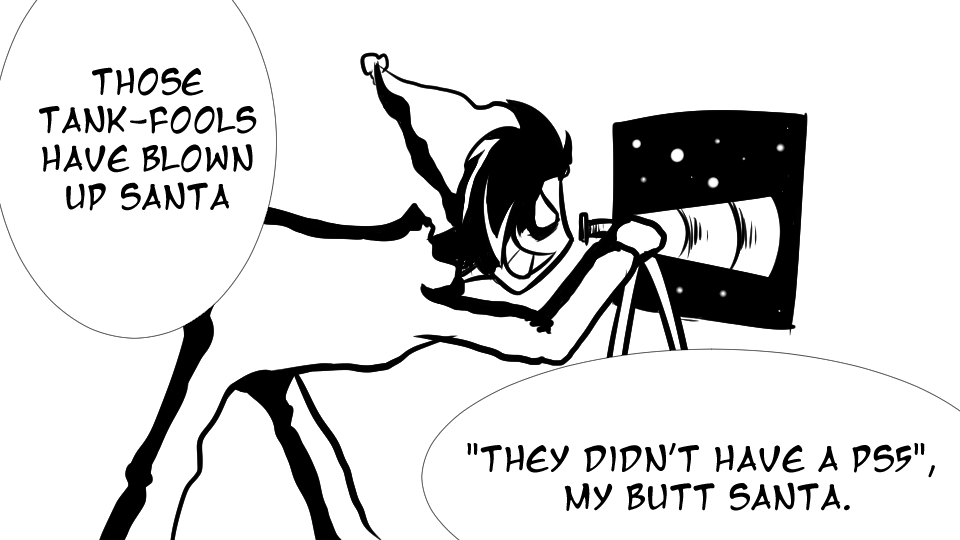 THOSE
TANK-FOOLS
HAVE BLOWN
UP SANTA
"THEY DIDN'T HAVE A PS5",
MY BUTT SANTA.